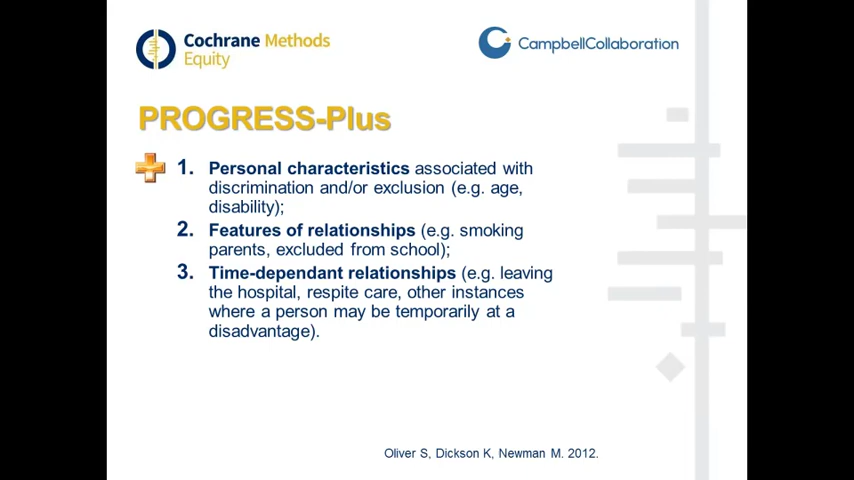 Cochrane Methods
Equity
CampbellCollaboration
PROGRESS-Plus
1. Personal characteristics associated with
discrimination and/or exclusion (e.g. age,
disability);
2. Features of relationships (e.g. smoking
parents, excluded from school);
3. Time-dependant relationships (e.g. leaving
the hospital, respite care, other instances
where a person may be temporarily at a
disadvantage).
Oliver S, Dickson K, Newman M. 2012.